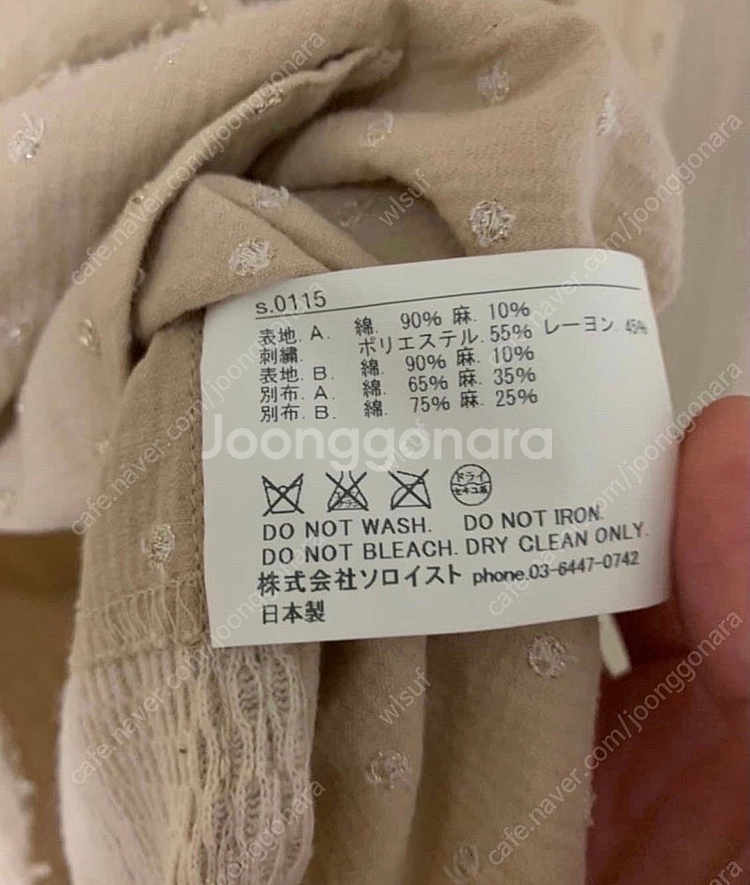 s.0115
表地. A. 綿. 90% 麻. 10%
刺繍. ポリエステル. 55% レーヨン. 45%
表地. B. 綿. 90% 麻. 10%
別布. A. 綿. 65% 麻. 35%
別布. B. 綿. 75% 麻. 25%
Joonggonara
ドライ
セキユ系
DO NOT WASH. DO NOT IRON.
DO NOT BLEACH. DRY CLEAN ONLY.
株式会社ソロイスト phone.03-6447-0742
日本製
cafe.naver.com/joonggonara
wlsuf